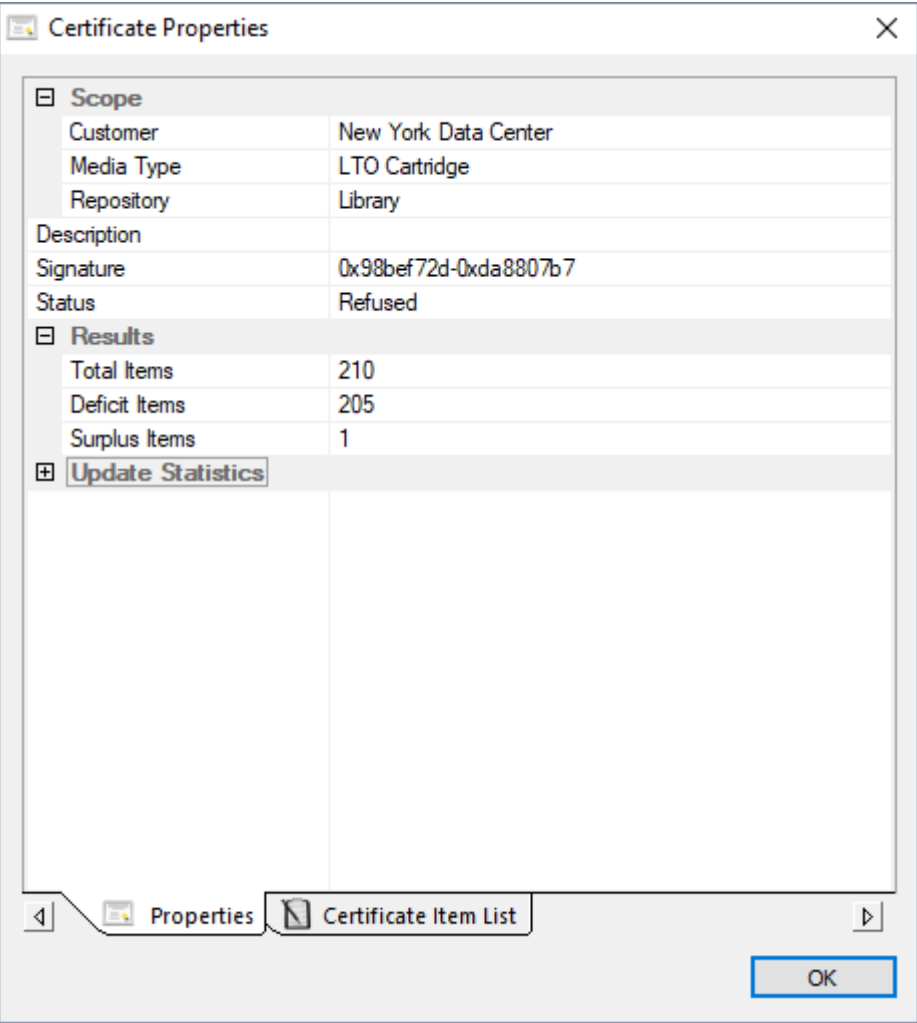 Certificate Properties
Scope
Customer New York Data Center
Media Type LTO Cartridge
Repository Library
Description
Signature 0x98bef72d-0xda8807b7
Status Refused
Results
Total Items 210
Deficit Items 205
Surplus Items 1
Update Statistics
Properties Certificate Item List
OK